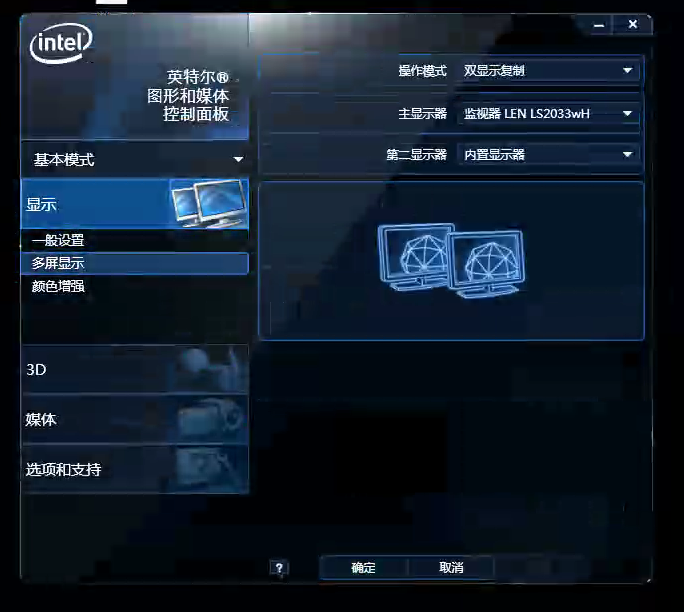 intel
英特尔®
图形和媒体
控制面板
基本模式
显示
一般设置
多屏显示
颜色增强
3D
媒体
选项和支持
操作模式 双显示复制
主显示器 监视器 LEN LS2033wH
第二显示器 内置显示器
?
确定 取消